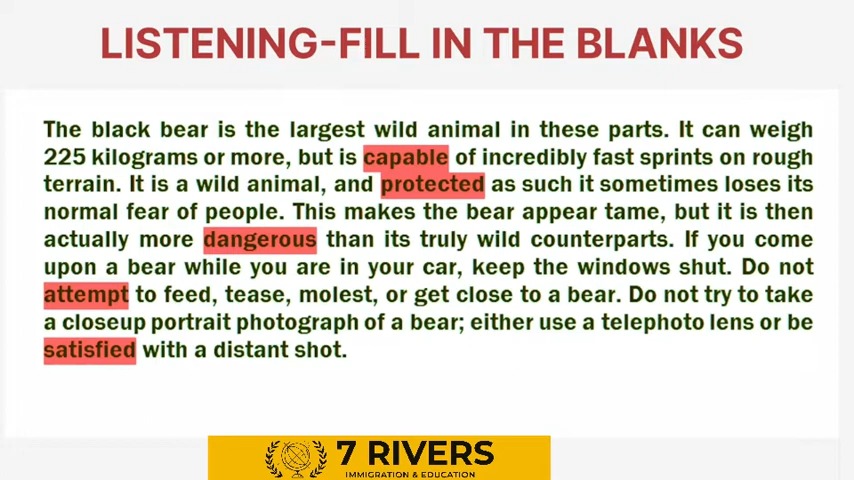 LISTENING-FILL IN THE BLANKS
The black bear is the largest wild animal in these parts. It can weigh
225 kilograms or more, but is capable of incredibly fast sprints on rough
terrain. It is a wild animal, and protected as such it sometimes loses its
normal fear of people. This makes the bear appear tame, but it is then
actually more dangerous than its truly wild counterparts. If you come
upon a bear while you are in your car, keep the windows shut. Do not
attempt to feed, tease, molest, or get close to a bear. Do not try to take
a closeup portrait photograph of a bear; either use a telephoto lens or be
satisfied with a distant shot.
7 RIVERS
IMMIGRATION & EDUCATION